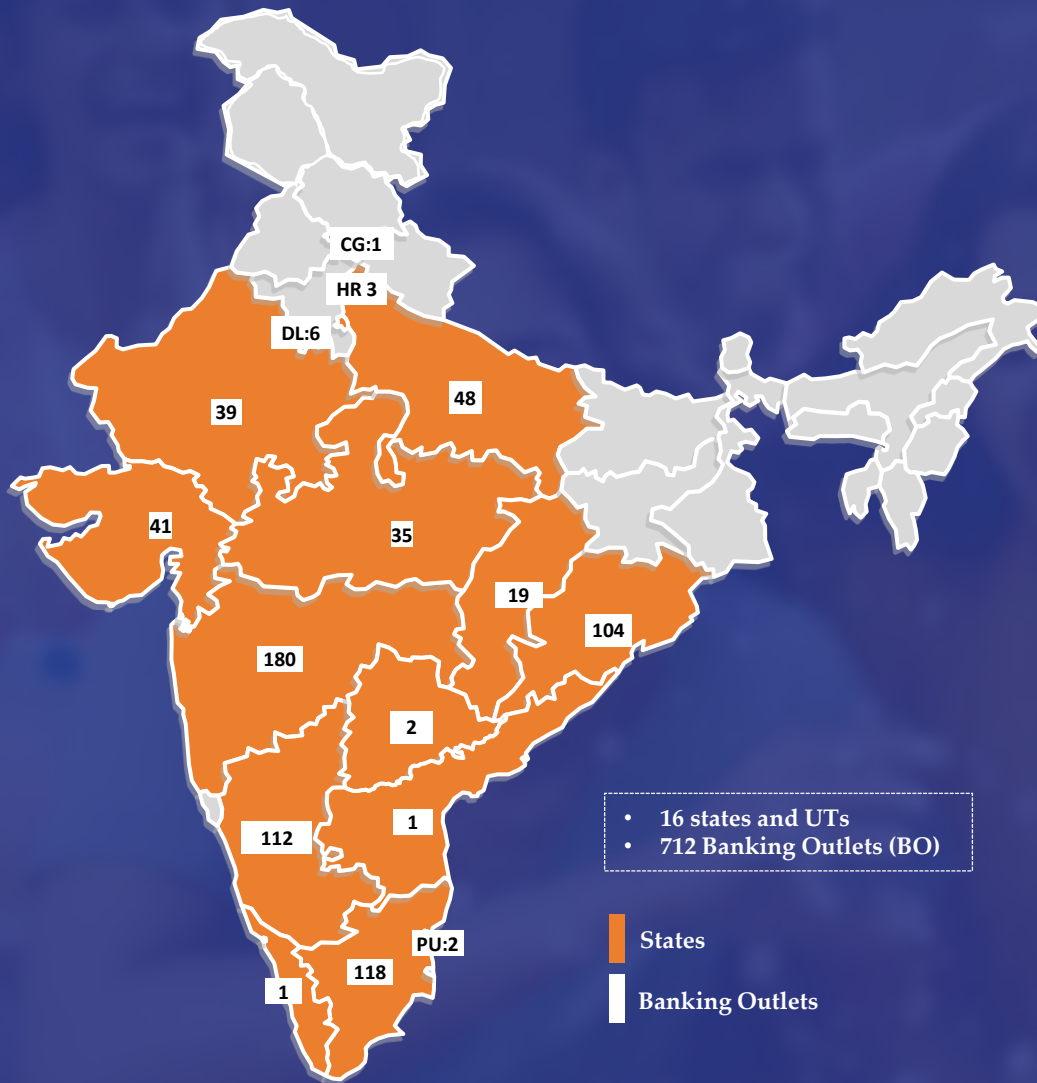 CG:1
HR 3
DL:6
39
48
41
35
19
104
180
2
1
112
PU:2
118
1
• 16 states and UTs
• 712 Banking Outlets (BO)
States
Banking Outlets